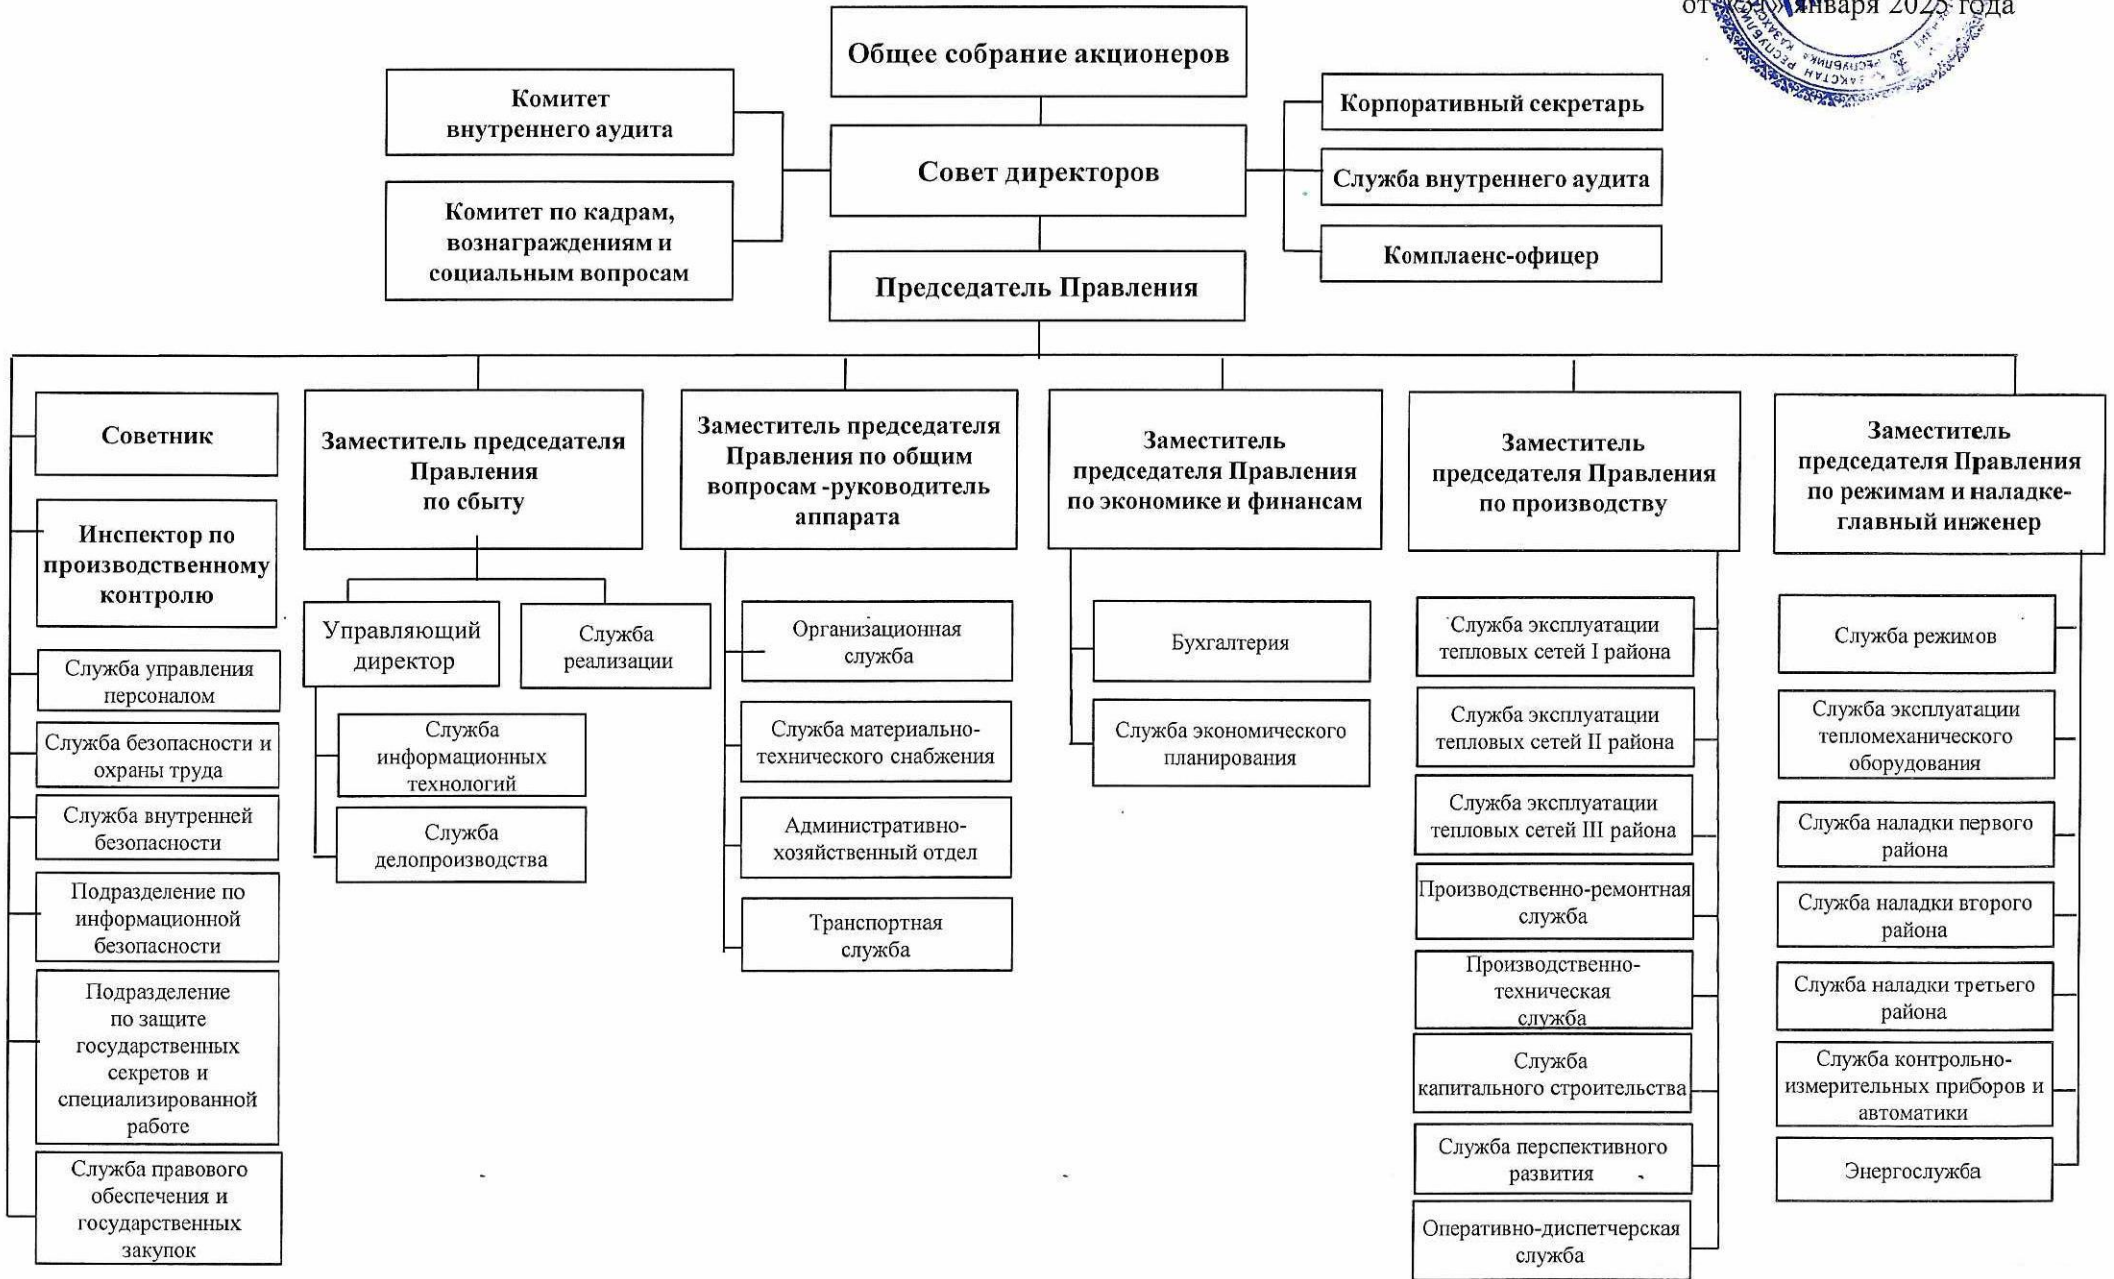 января 2025 года
Общее собрание акционеров
Комитет
внутреннего аудита
Комитет по кадрам,
вознаграждениям и
социальным вопросам
Совет директоров
Корпоративный секретарь
Служба внутреннего аудита
Комплаенс-офицер
Председатель Правления
Советник
Инспектор по
производственному
контролю
Служба управления
персоналом
Служба безопасности и
охраны труда
Служба внутренней
безопасности
Подразделение по
информационной
безопасности
Подразделение
по защите
государственных
секретов и
специализированной
работе
Служба правового
обеспечения и
государственных
закупок
Заместитель председателя
Правления
по сбыту
Управляющий
директор
Служба
реализации
Служба
информационных
технологий
Служба
делопроизводства
Заместитель председателя
Правления по общим
вопросам -руководитель
аппарата
Организационная
служба
Служба материально-
технического снабжения
Административно-
хозяйственный отдел
Транспортная
служба
Заместитель
председателя Правления
по экономике и финансам
Бухгалтерия
Служба экономического
планирования
Заместитель
председателя Правления
по производству
Служба эксплуатации
тепловых сетей I района
Служба эксплуатации
тепловых сетей II района
Служба эксплуатации
тепловых сетей III района
Производственно-ремонтная
служба
Производственно-
техническая
служба
Служба
капитального строительства
Служба перспективного
развития
Оперативно-диспетчерская
служба
Заместитель
председателя Правления
по режимам и наладке-
главный инженер
Служба режимов
Служба эксплуатации
тепломеханического
оборудования
Служба наладки первого
района
Служба наладки второго
района
Служба наладки третьего
района
Служба контрольно-
измерительных приборов и
автоматики
Энергослужба